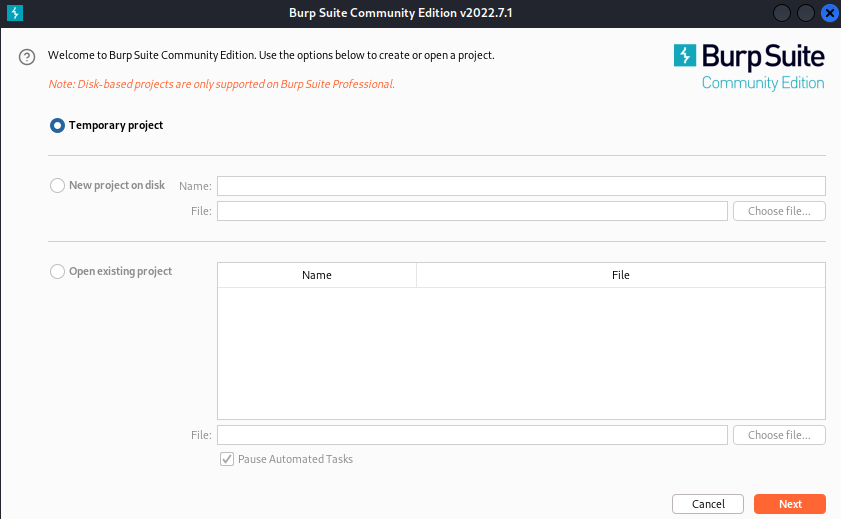 Burp Suite Community Edition v2022.7.1
Welcome to Burp Suite Community Edition. Use the options below to create or open a project.
Note: Disk-based projects are only supported on Burp Suite Professional.
Burp Suite
Community Edition
Temporary project
New project on disk Name:
File: Choose file...
Open existing project Name File
File: Choose file...
Pause Automated Tasks
Cancel Next